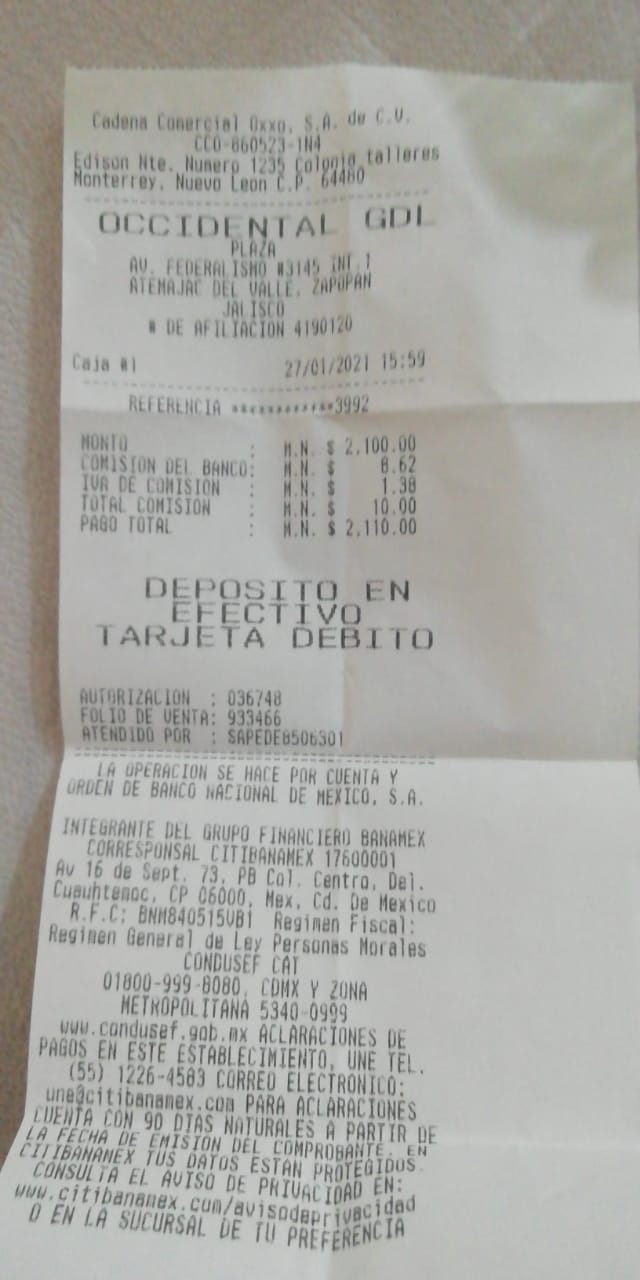 Cadena Comercial Oxxo, S.A. de C.V.
CCO-860523-1N4
Edison Nte. Numero 1235 Colonia talleres
Monterrey, Nuevo Leon C.P. 64480
OCCIDENTAL GDL
PLAZA
AV. FEDERALISMO #3145 INT.1
ATEMAJAC DEL VALLE, ZAPOPAN
JALISCO
# DE AFILIACION 4190120
Caja #1 27/01/2021 15:59
REFERENCIA ************3992
MONTO : M.N. $ 2,100.00
COMISION DEL BANCO: M.N. $ 8.62
IVA DE COMISION : M.N. $ 1.38
TOTAL COMISION : M.N. $ 10.00
PAGO TOTAL : M.N. $ 2,110.00
DEPOSITO EN
EFECTIVO
TARJETA DEBITO
AUTORIZACION : 036748
FOLIO DE VENTA: 933466
ATENDIDO POR : SAPEDE8506301
LA OPERACION SE HACE POR CUENTA Y
ORDEN DE BANCO NACIONAL DE MEXICO, S.A.
INTEGRANTE DEL GRUPO FINANCIERO BANAMEX
CORRESPONSAL CITIBANAMEX 17600001
Av 16 de Sept. 73, PB Col. Centro, Del.
Cuauhtemoc, CP 06000, Mex, Cd. De Mexico
R.F.C: BNM840515VB1 Regimen Fiscal:
Regimen General de Ley Personas Morales
CONDUSEF CAT
01800-999-8080, CDMX Y ZONA
METROPOLITANA 5340-0999
www.condusef.gob.mx ACLARACIONES DE
PAGOS EN ESTE ESTABLECIMIENTO, UNE TEL.
(55) 1226-4583 CORREO ELECTRONICO:
une@citibanamex.com PARA ACLARACIONES
CUENTA CON 90 DIAS NATURALES A PARTIR DE
LA FECHA DE EMISION DEL COMPROBANTE. EN
CITIBANAMEX TUS DATOS ESTAN PROTEGIDOS.
CONSULTA EL AVISO DE PRIVACIDAD EN:
www.citibanamex.com/avisodeprivacidad
O EN LA SUCURSAL DE TU PREFERENCIA